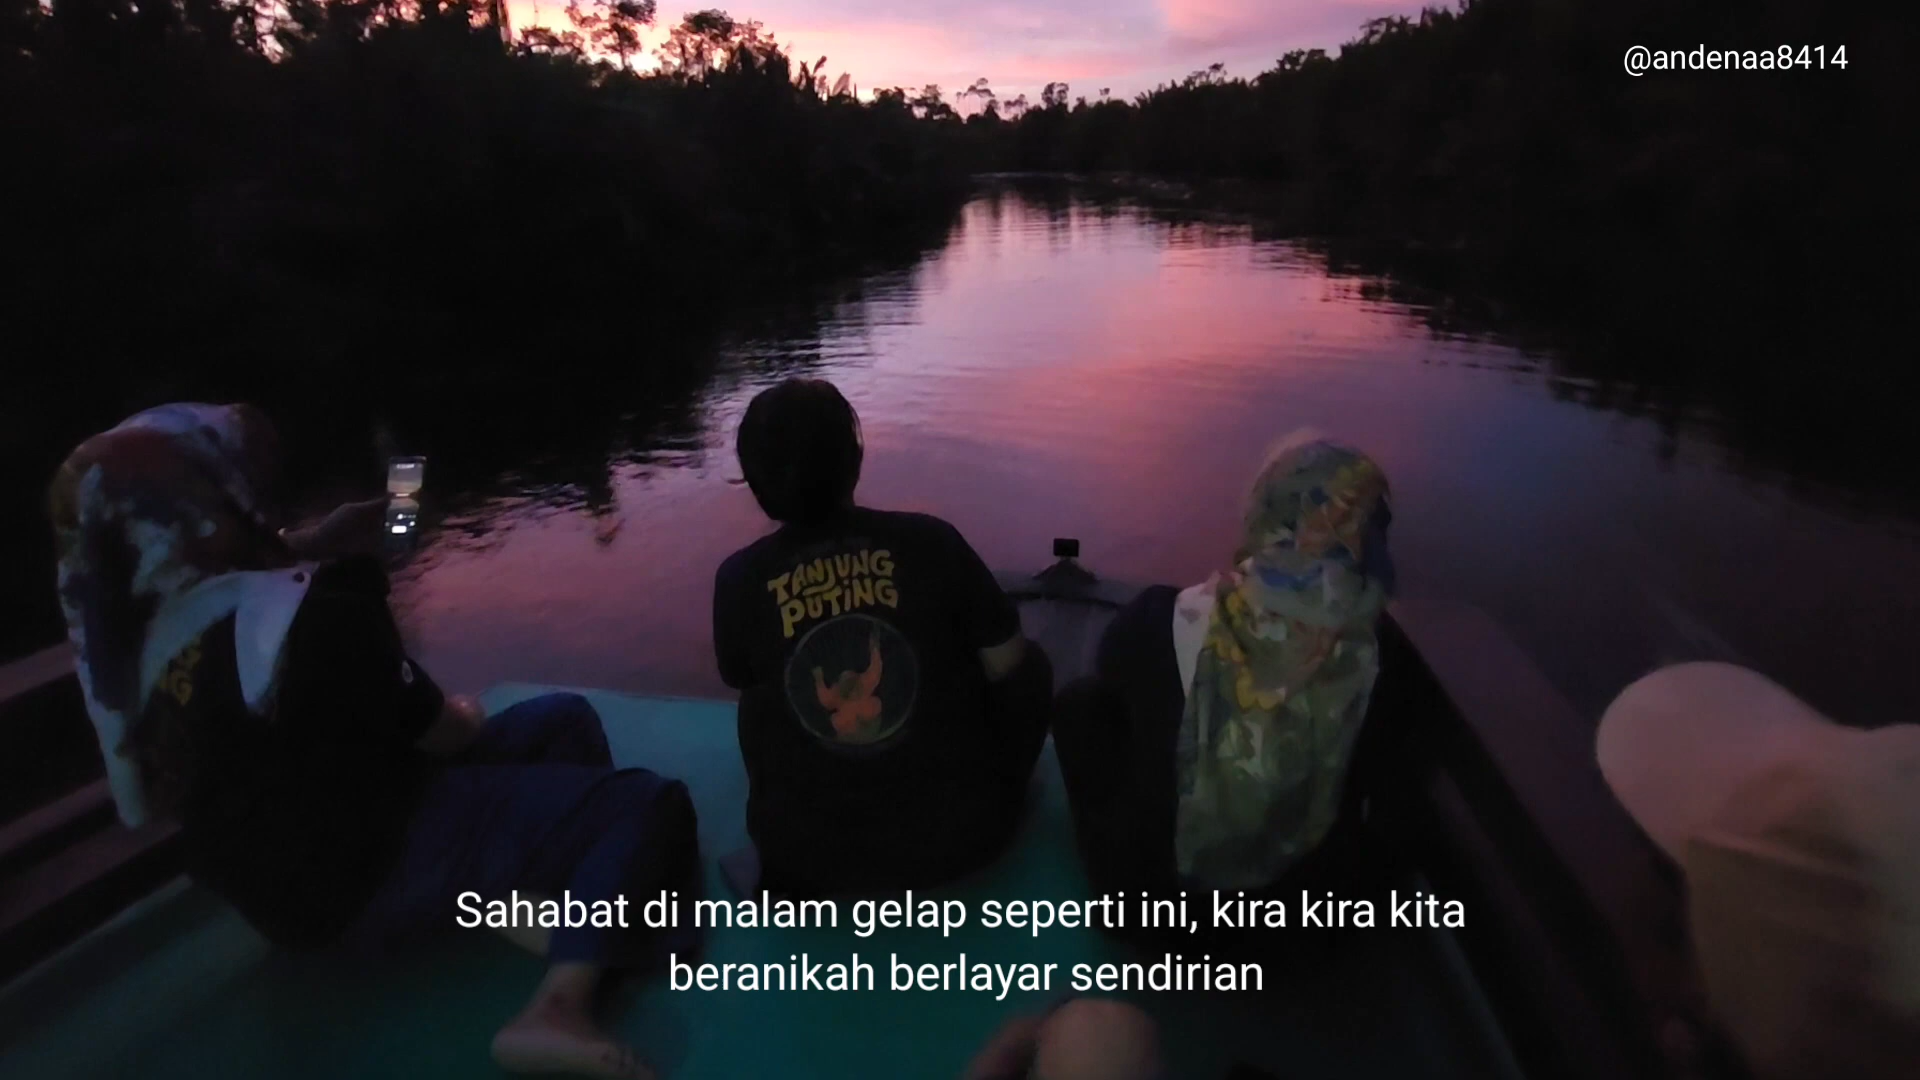 @andenaa8414
TANJUNG
PUTING
Sahabat di malam gelap seperti ini, kira kira kita
beranikah berlayar sendirian